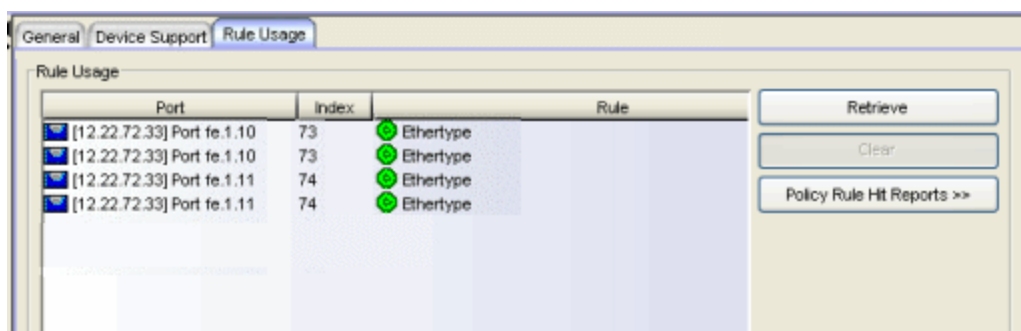 General Device Support Rule Usage
Rule Usage
Port Index Rule Retrieve
[12.22.72.33] Port fe.1.10 73 Ethertype
[12.22.72.33] Port fe.1.10 73 Ethertype Clear
[12.22.72.33] Port fe.1.11 74 Ethertype
[12.22.72.33] Port fe.1.11 74 Ethertype Policy Rule Hit Reports >>